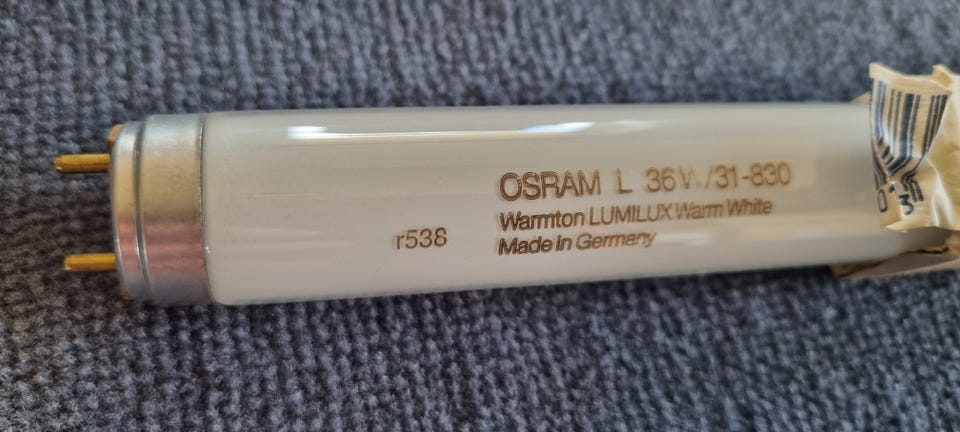 OSRAM L 36W/31-830
Warmton LUMILUX Warm White
r538
Made in Germany